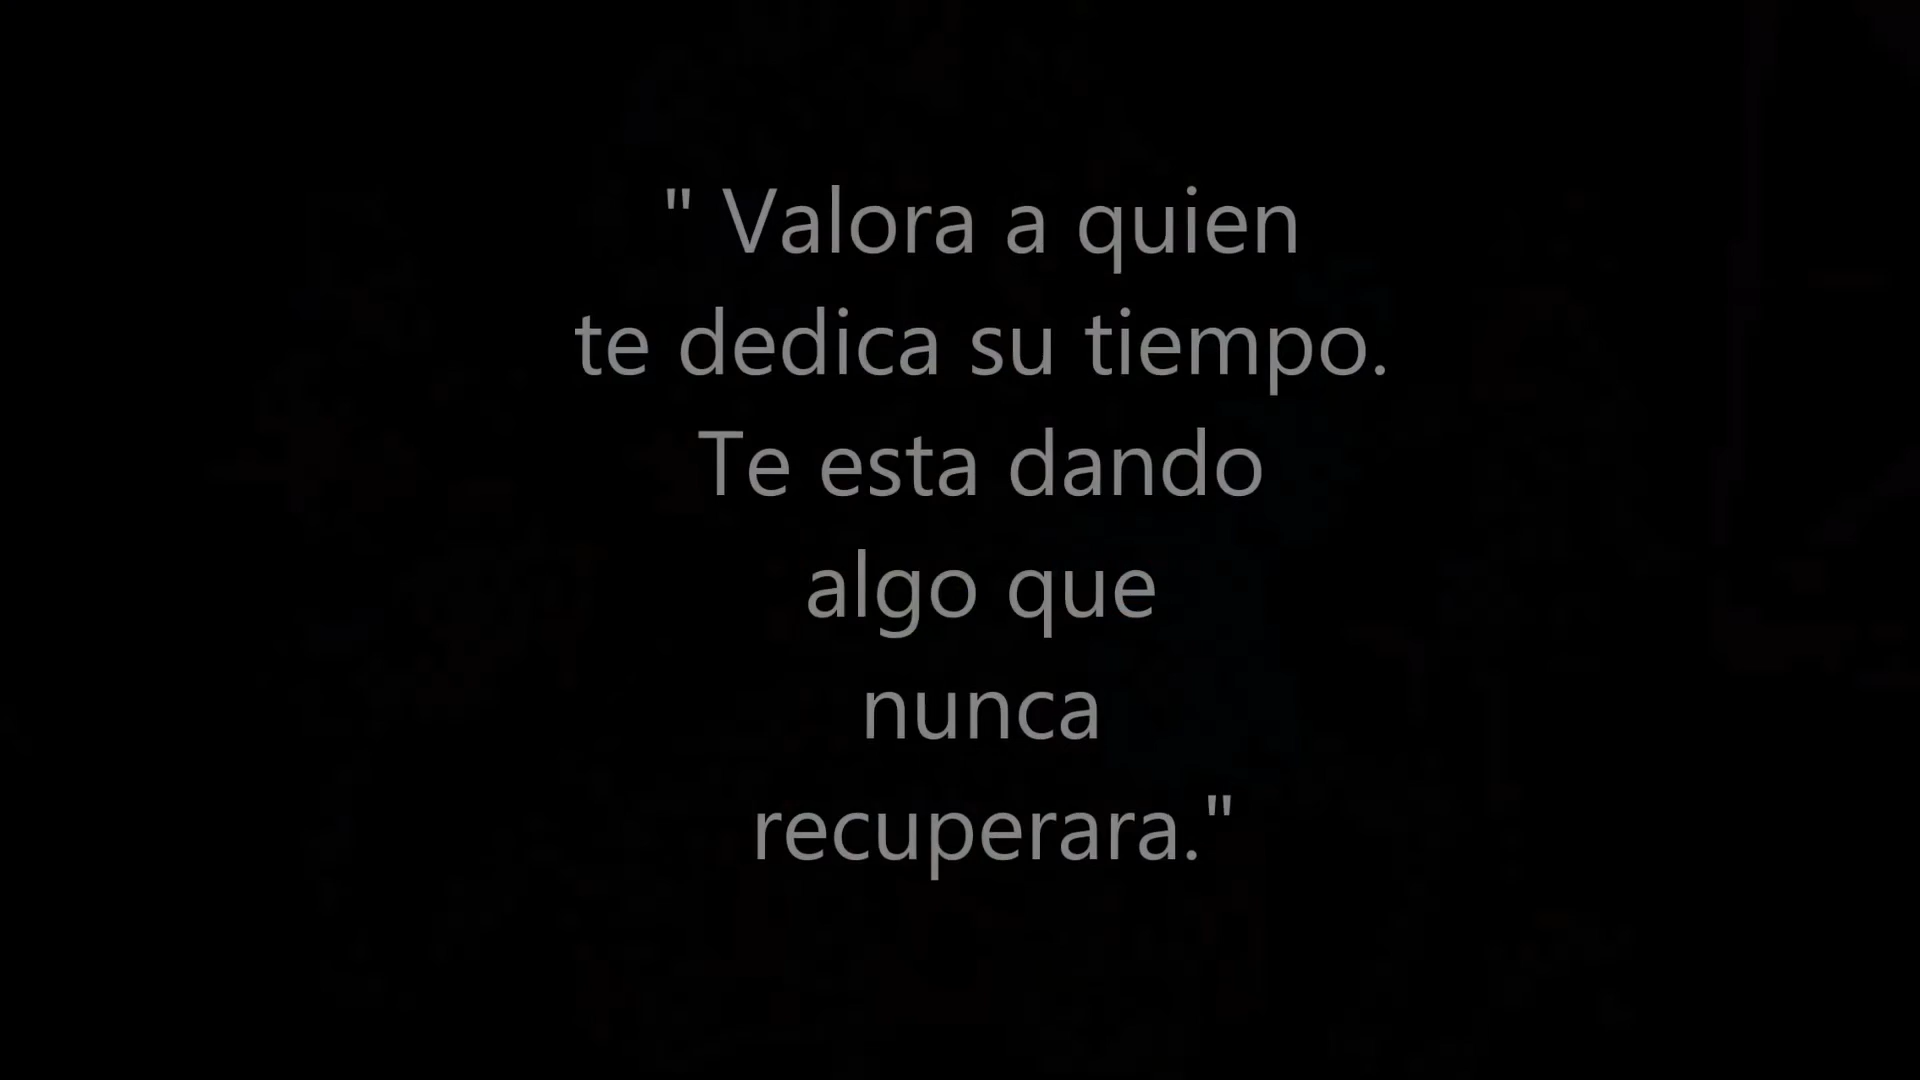 " Valora a quien
te dedica su tiempo.
Te esta dando
algo que
nunca
recuperara."